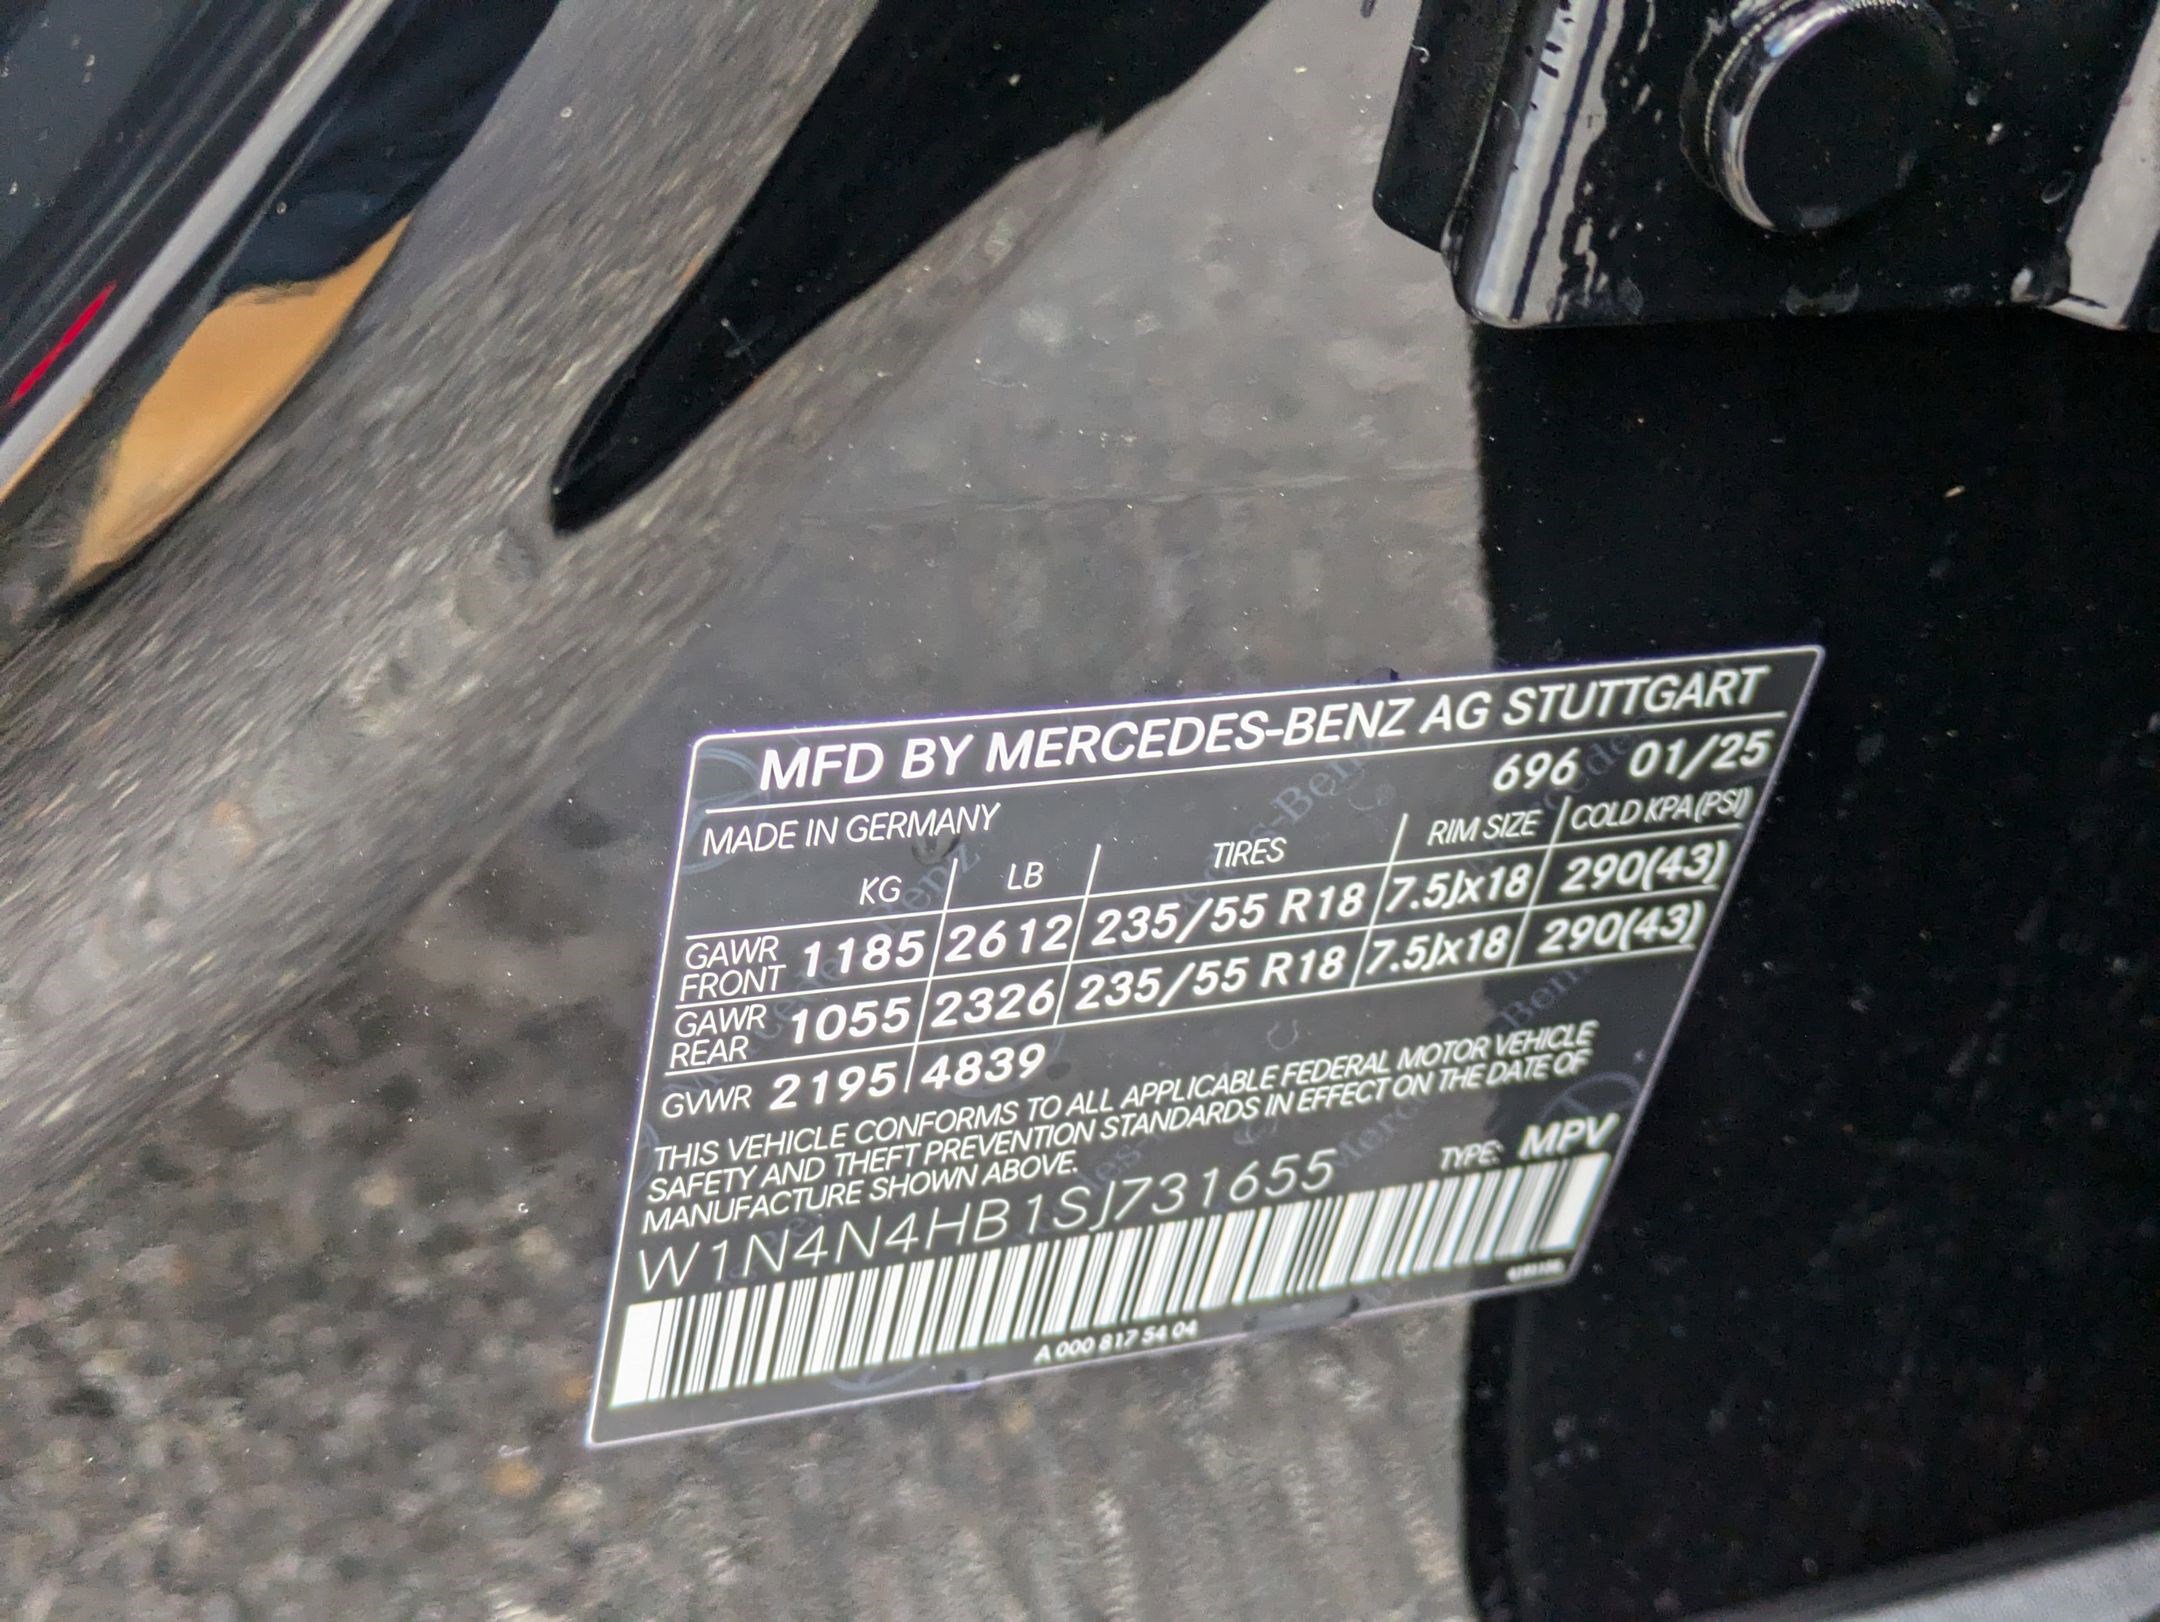 MFD BY MERCEDES-BENZ AG STUTTGART
696 01/25
MADE IN GERMANY
KG LB TIRES RIM SIZE COLD KPA (PSI)
GAWR FRONT 1185 2612 235/55 R18 7.5Jx18 290(43)
GAWR REAR 1055 2326 235/55 R18 7.5Jx18 290(43)
GVWR 2195 4839
THIS VEHICLE CONFORMS TO ALL APPLICABLE FEDERAL MOTOR VEHICLE
SAFETY AND THEFT PREVENTION STANDARDS IN EFFECT ON THE DATE OF
MANUFACTURE SHOWN ABOVE.
TYPE: MPV
W1N4N4HB1SJ731655
A 000 817 54 04